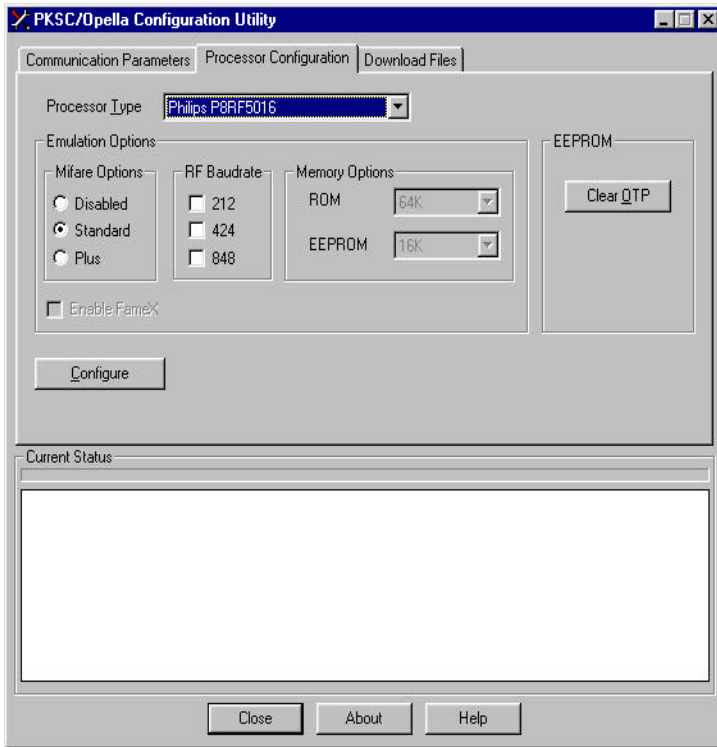 PKSC/Opella Configuration Utility
Communication Parameters Processor Configuration Download Files
Processor Type Philips P8RF5016
Emulation Options EEPROM
Mifare Options RF Baudrate Memory Options
Disabled 212 ROM 64K Clear OTP
Standard 424
Plus 848 EEPROM 16K
Enable FameX
Configure
Current Status
Close About Help